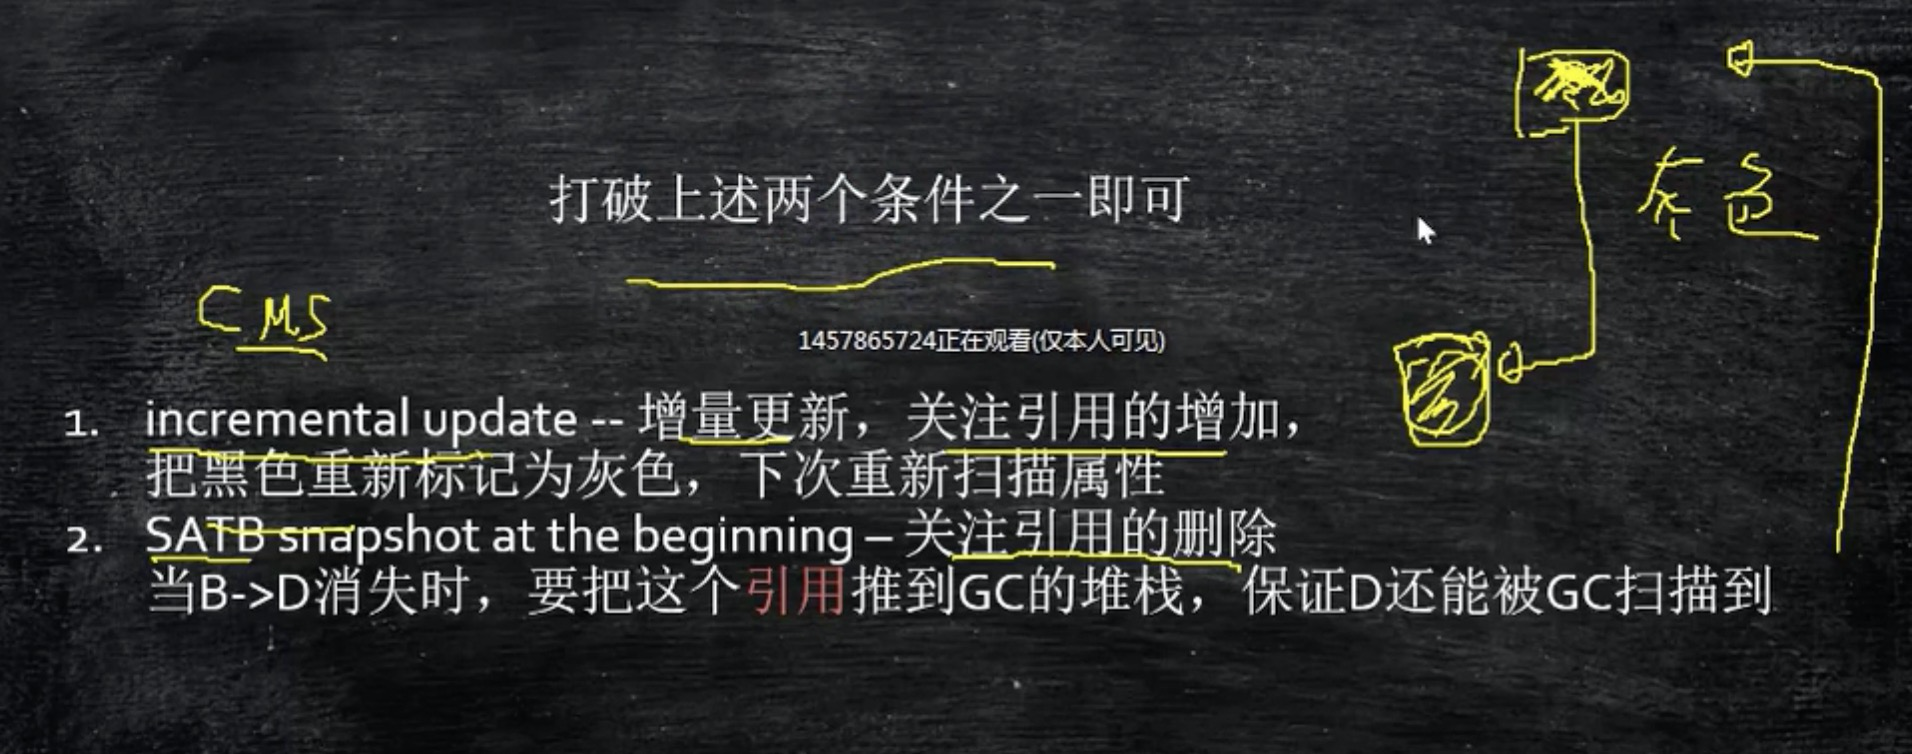 灰色
打破上述两个条件之一即可
CMS
1457865724正在观看(仅本人可见)
1. incremental update -- 增量更新，关注引用的增加，
把黑色重新标记为灰色，下次重新扫描属性
2. SATB snapshot at the beginning – 关注引用的删除
当B->D消失时，要把这个引用推到GC的堆栈，保证D还能被GC扫描到